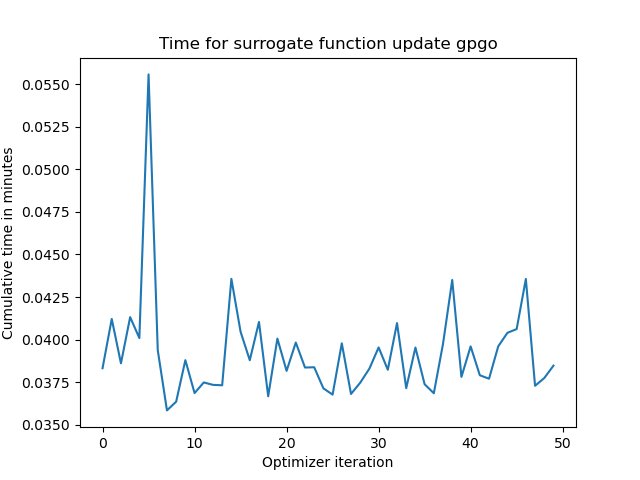 Time for surrogate function update gpgo
Cumulative time in minutes
0.0550
0.0525
0.0500
0.0475
0.0450
0.0425
0.0400
0.0375
0.0350
0 10 20 30 40 50
Optimizer iteration